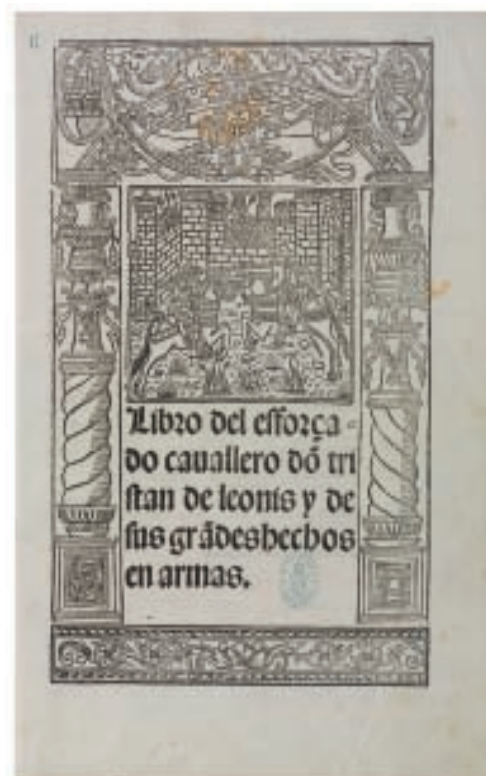 Libro del esforça-
do cauallero dõ tri
stan de leonis y de
sus grãdes hechos
en armas.